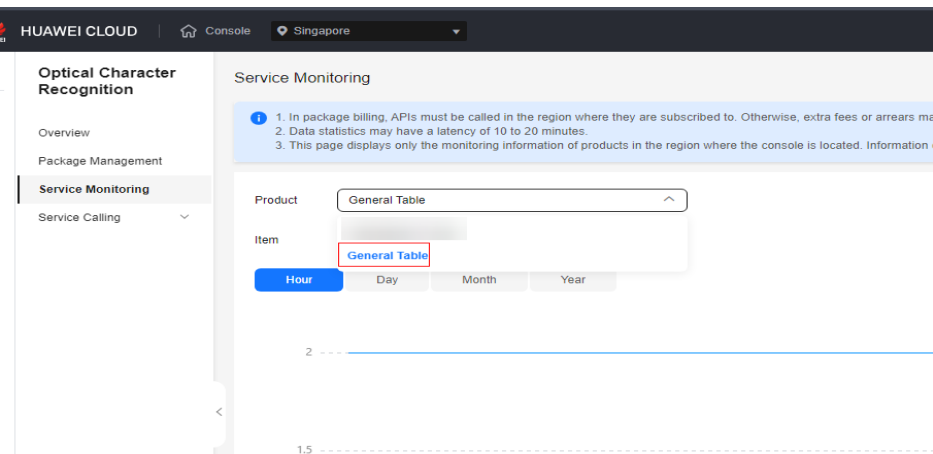 HUAWEI CLOUD
Console
Singapore
Optical Character
Recognition
Overview
Package Management
Service Monitoring
Service Calling
Service Monitoring
1. In package billing, APIs must be called in the region where they are subscribed to. Otherwise, extra fees or arrears ma
2. Data statistics may have a latency of 10 to 20 minutes.
3. This page displays only the monitoring information of products in the region where the console is located. Information
Product
General Table
Item
General Table
Hour
Day
Month
Year
2
1.5